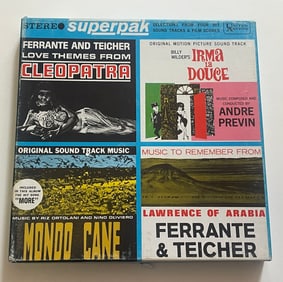 STEREO superpak
SELECTIONS FROM FOUR HIT
SOUND TRACKS & FILM SCORES
UNITED ARTISTS
FERRANTE AND TEICHER
LOVE THEMES FROM
CLEOPATRA
ORIGINAL MOTION PICTURE SOUND TRACK
BILLY
WILDER'S
IRMA
LA
DOUCE
MUSIC COMPOSED AND
CONDUCTED BY
ANDRE
PREVIN
ORIGINAL SOUND TRACK MUSIC
INCLUDED
IN THIS ALBUM
THE HIT SONG
"MORE"
MUSIC BY RIZ ORTOLANI AND NINO OLIVIERO
MONDO CANE
MUSIC TO REMEMBER FROM
LAWRENCE OF ARABIA
FERRANTE
& TEICHER